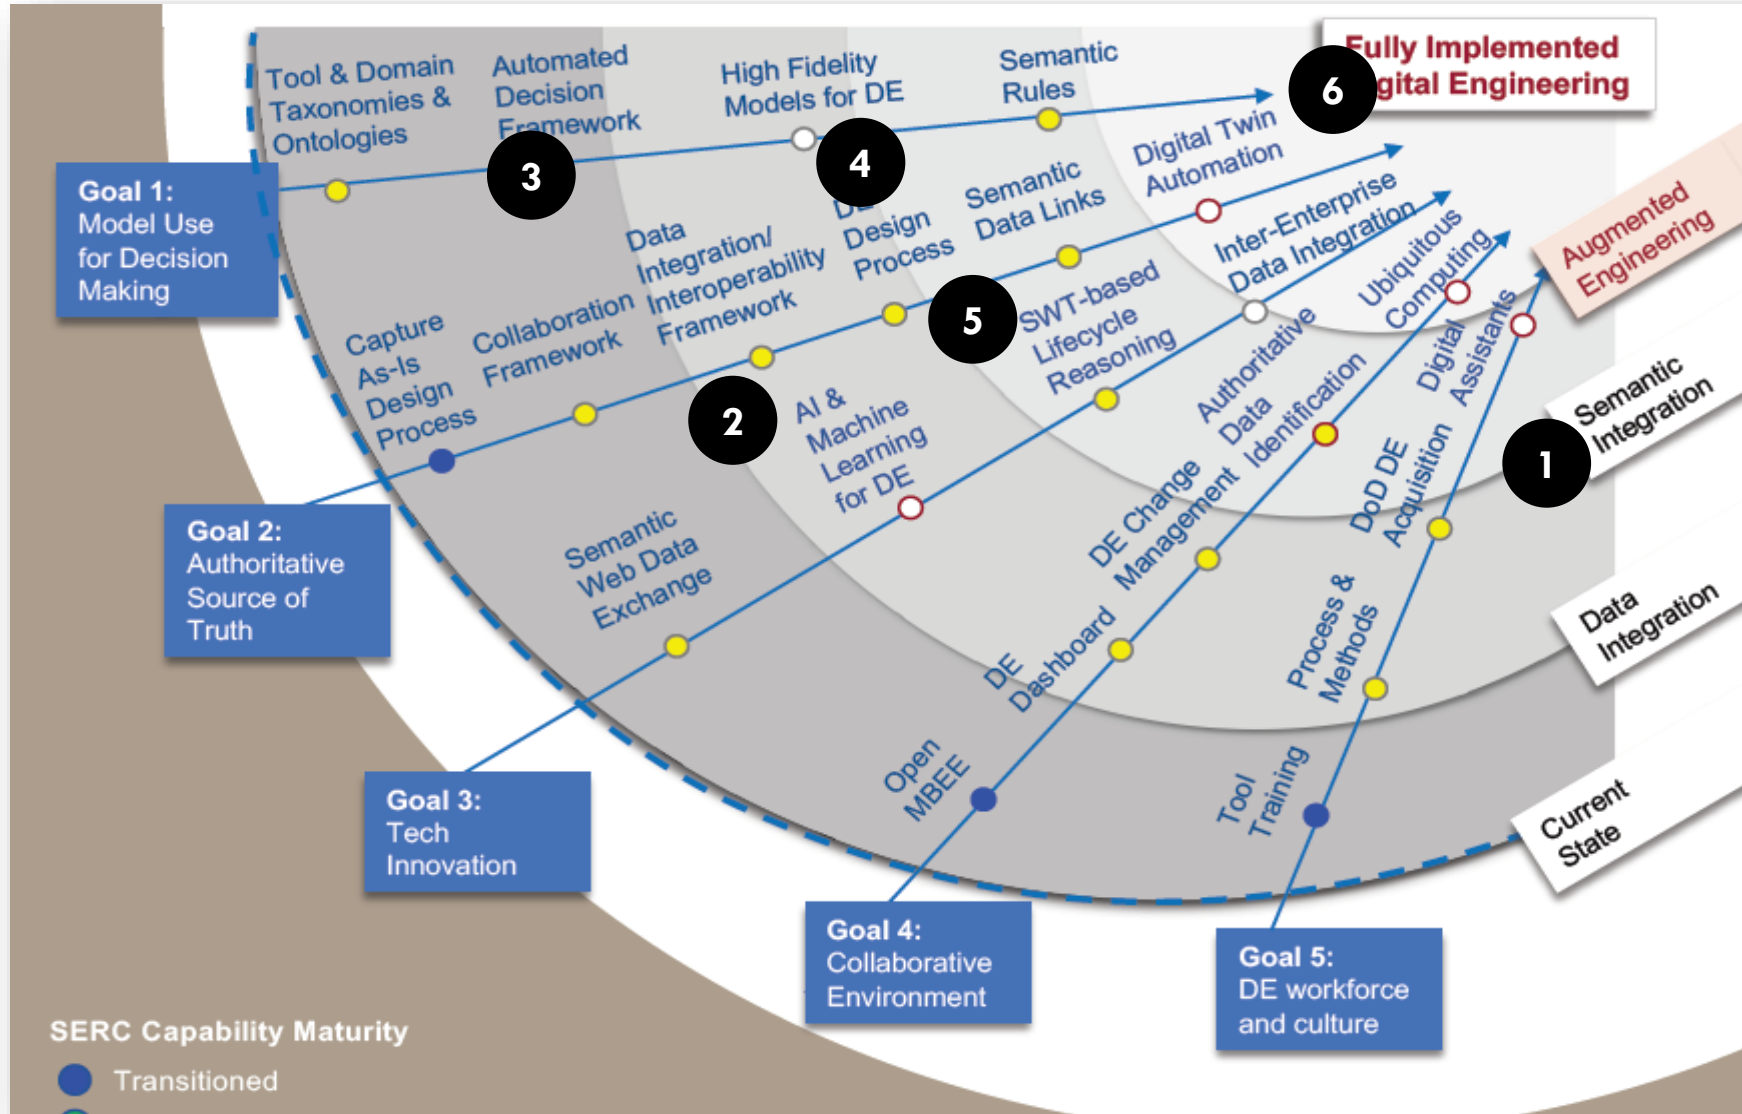 Tool & Domain
Taxonomies &
Ontologies
Automated
Decision
Framework
High Fidelity
Models for DE
Semantic
Rules
6
Fully Implemented
gital Engineering
3
4
Goal 1:
Model Use
for Decision
Making
Capture
As-Is
Design
Process
Collaboration
Framework
Data
Integration/
Interoperability
Framework
DE
Design
Process
Semantic
Data Links
Digital Twin
Automation
2
5
Goal 2:
Authoritative
Source of
Truth
Semantic
Web Data
Exchange
AI &
Machine
Learning
for DE
SWT-based
Lifecycle
Reasoning
Inter-Enterprise
Data Integration
Goal 3:
Tech
Innovation
Open
MBEE
DE
Dashboard
DE Change
Management
Authoritative
Data
Identification
Ubiquitous
Computing
Goal 4:
Collaborative
Environment
Tool
Training
Process &
Methods
DoD DE
Acquisition
Digital
Assistants
Goal 5:
DE workforce
and culture
Augmented
Engineering
1
Semantic
Integration
Data
Integration
Current
State
SERC Capability Maturity
Transitioned